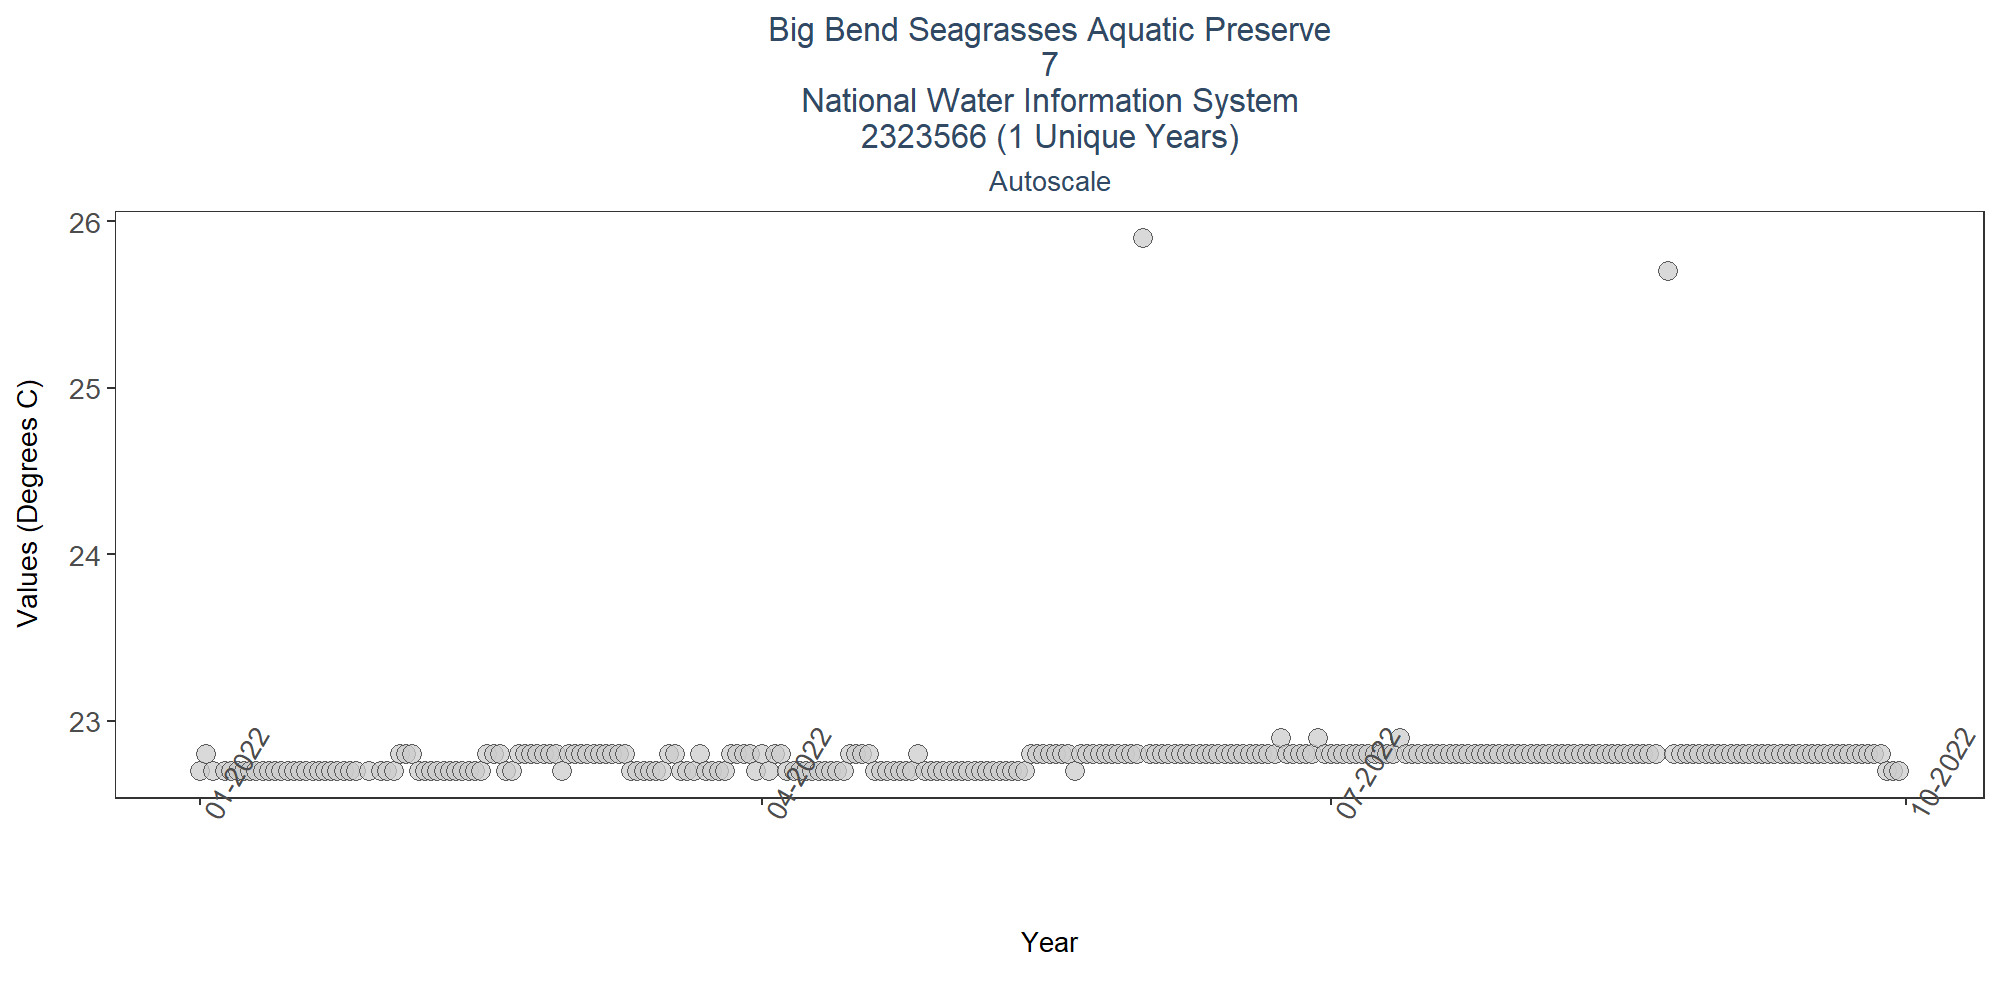 Big Bend Seagrasses Aquatic Preserve
7
National Water Information System
2323566 (1 Unique Years)
Autoscale
26
25
24
23
Values (Degrees C)
01-2022
04-2022
07-2022
10-2022
Year